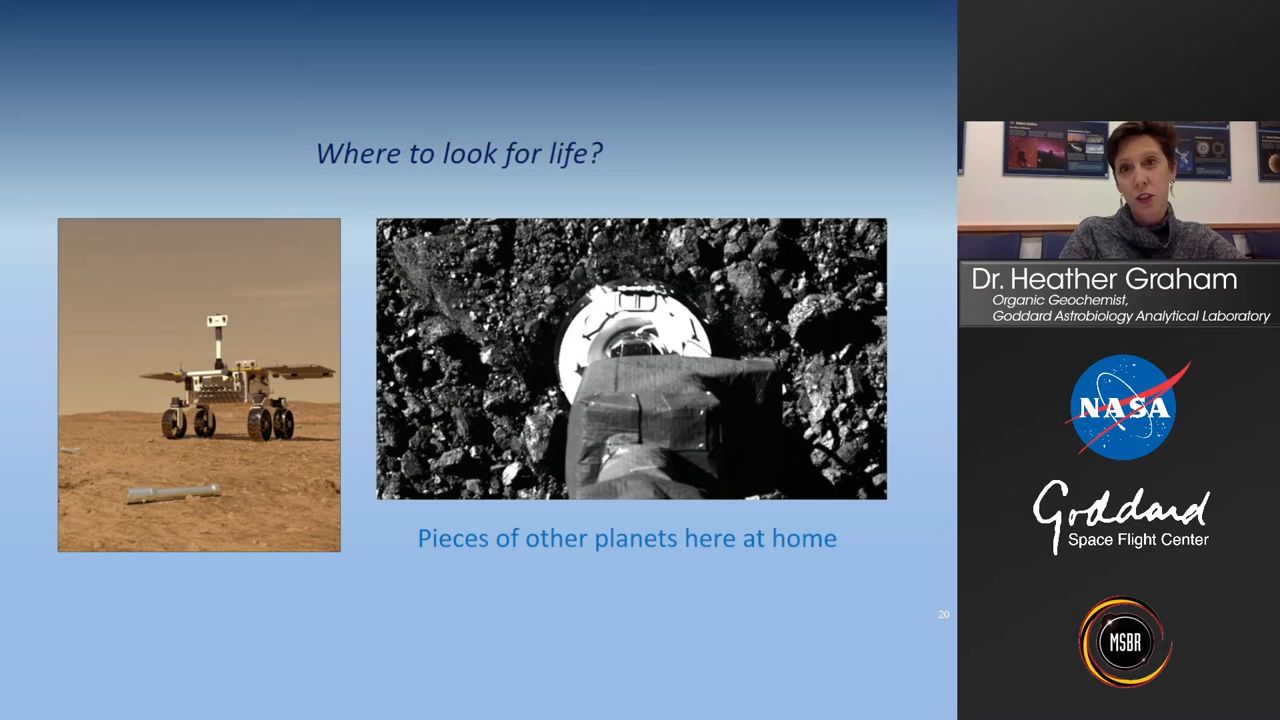 Where to look for life?
Pieces of other planets here at home
20
Dr. Heather Graham
Organic Geochemist,
Goddard Astrobiology Analytical Laboratory
NASA
Goddard
Space Flight Center
MSBR